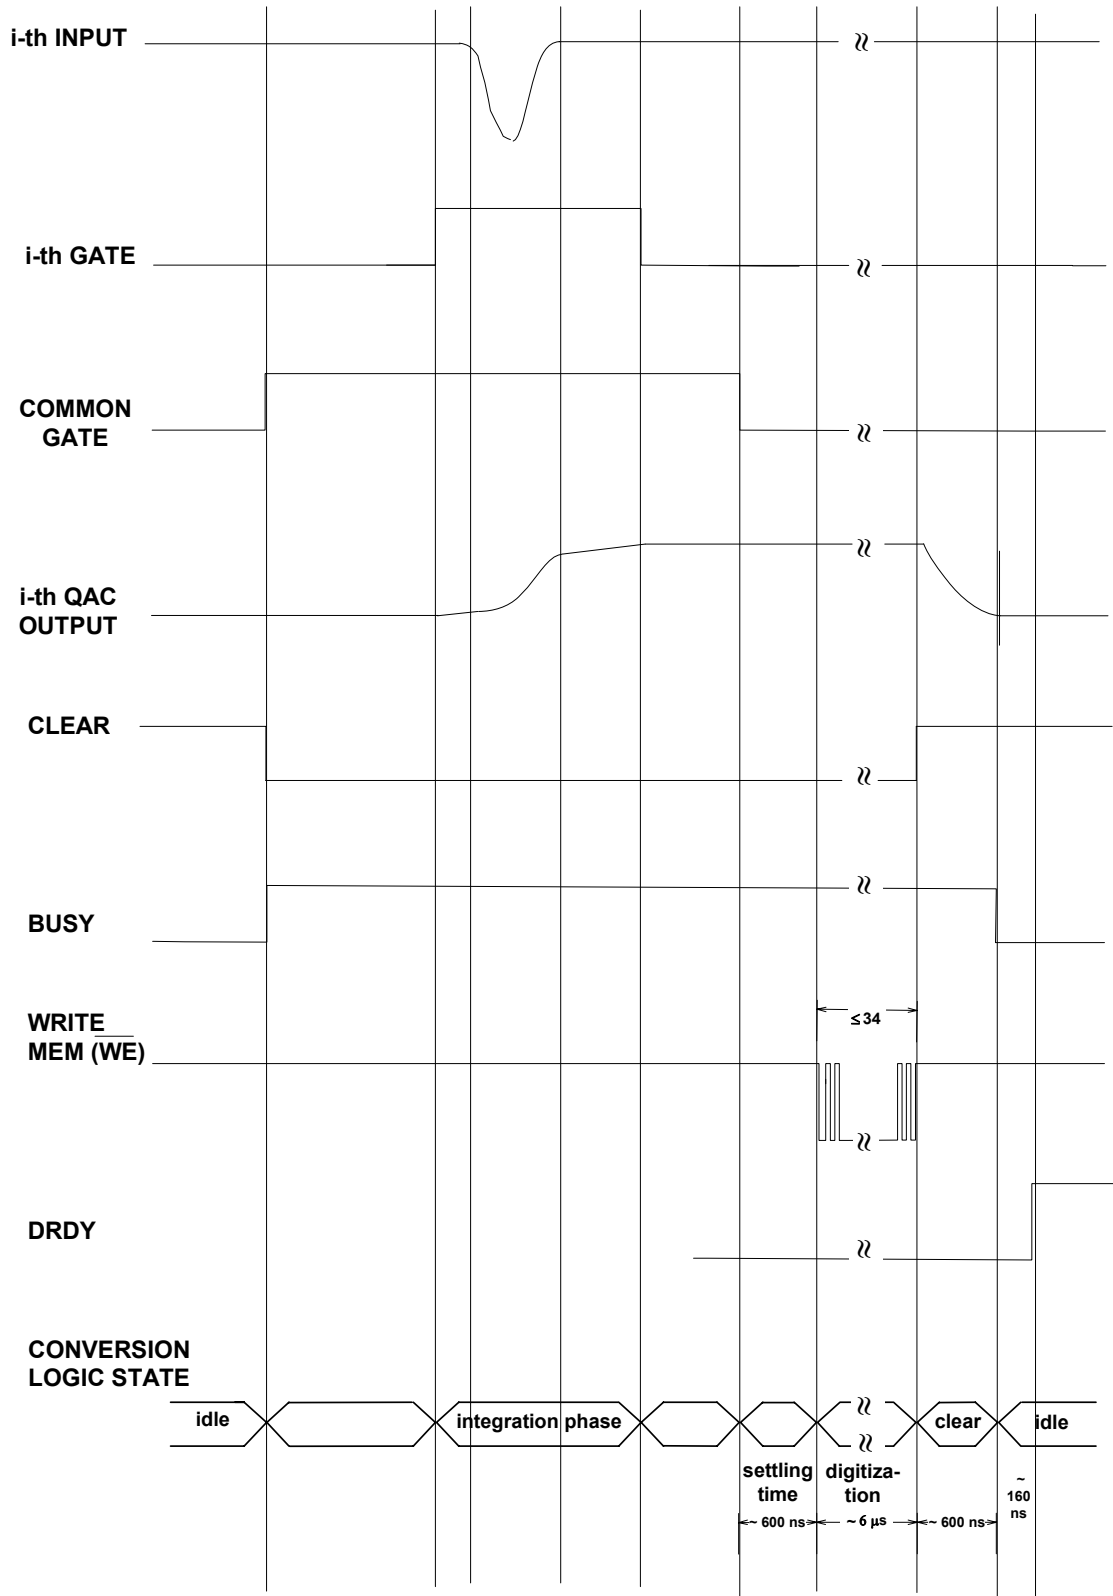 i-th INPUT
i-th GATE
COMMON
GATE
i-th QAC
OUTPUT
CLEAR
BUSY
WRITE
MEM (W̅E̅)
≤ 34
DRDY
CONVERSION
LOGIC STATE
idle
integration phase
clear
idle
settling
time
digitiza-
tion
~
160
ns
~ 600 ns
~ 6 µs
~ 600 ns